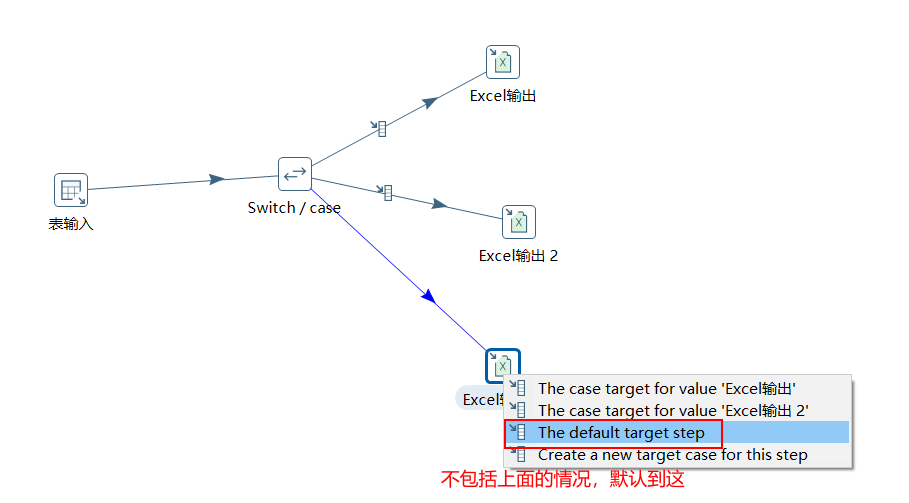 Excel输出
Switch / case
表输入
Excel输出 2
The case target for value 'Excel输出'
Excel
The case target for value 'Excel输出 2'
The default target step
Create a new target case for this step
不包括上面的情况，默认到这